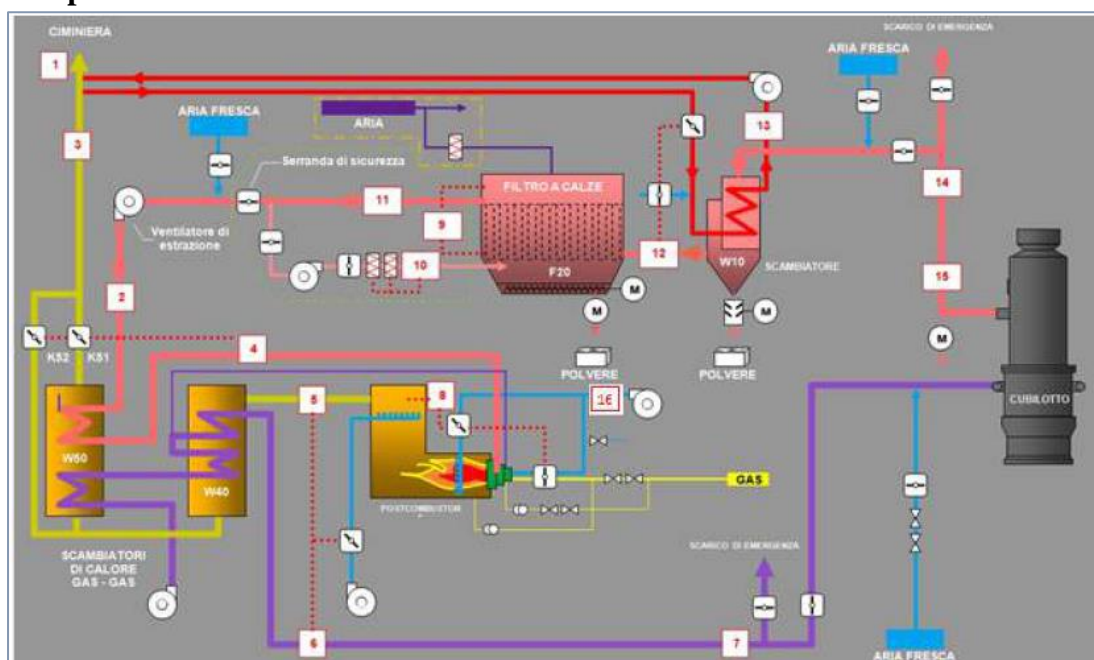 CIMINIERA
1
SCARICO DI EMERGENZA
ARIA FRESCA
ARIA FRESCA
ARIA
13
3
Serranda di sicurezza
FILTRO A CALZE
14
11
Ventilatore di
estrazione
9
12
W10
SCAMBIATORE
10
F20
15
2
M
M
M
K52
K51
4
POLVERE
POLVERE
5
8
16
CUBILOTTO
W50
W40
GAS
POSTCOMBUSTOR
SCARICO DI EMERGENZA
SCAMBIATORI
DI CALORE
GAS - GAS
6
7
ARIA FRESCA